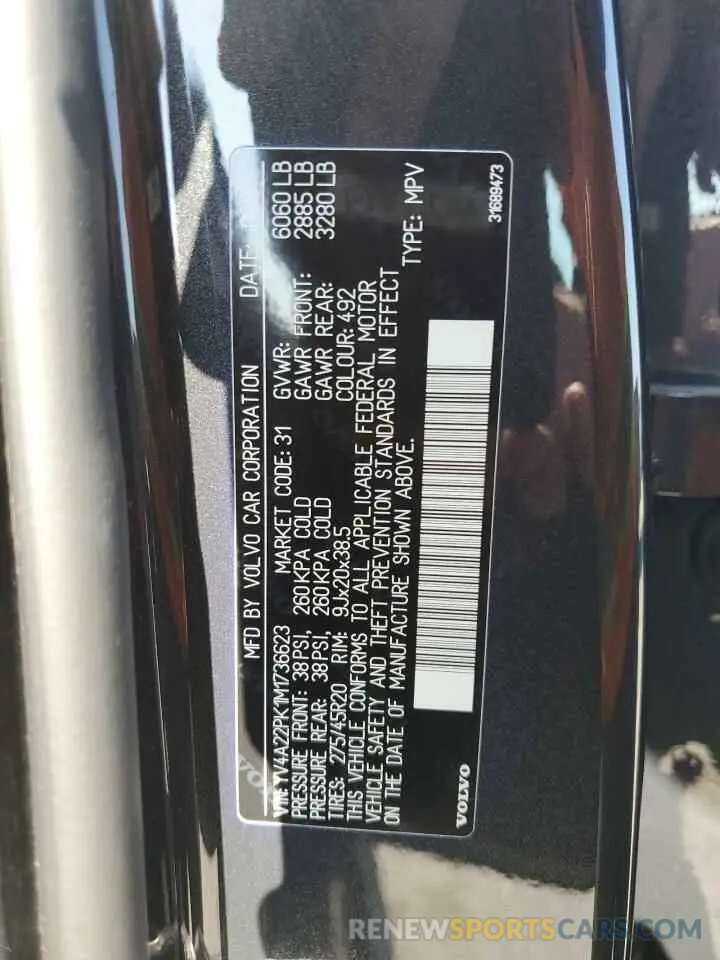 MFD BY VOLVO CAR CORPORATION DATE:
VIN: YV4A22PK1M1736623 MARKET CODE: 31 GVWR: 6060 LB
PRESSURE FRONT: 38PSI, 260KPA COLD GAWR FRONT: 2885 LB
PRESSURE REAR: 38PSI, 260KPA COLD GAWR REAR: 3280 LB
TIRES: 275/45R20 RIM: 9Jx20x38.5 COLOUR: 492
THIS VEHICLE CONFORMS TO ALL APPLICABLE FEDERAL MOTOR
VEHICLE SAFETY AND THEFT PREVENTION STANDARDS IN EFFECT
ON THE DATE OF MANUFACTURE SHOWN ABOVE. TYPE: MPV
VOLVO 31689473
RENEWSPORTSCARS.COM